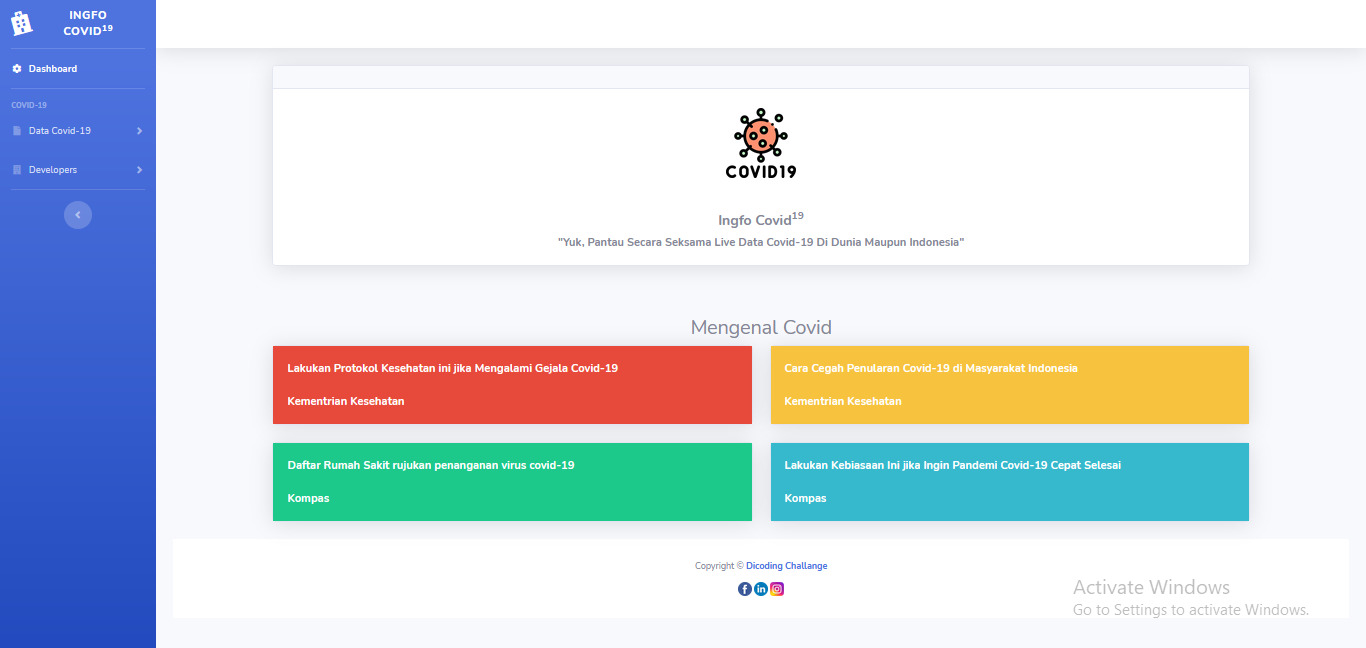 INGFO
COVID19
Dashboard
COVID-19
Data Covid-19
Developers
COVID19
Ingfo Covid19
"Yuk, Pantau Secara Seksama Live Data Covid-19 Di Dunia Maupun Indonesia"
Mengenal Covid
Lakukan Protokol Kesehatan ini jika Mengalami Gejala Covid-19
Kementrian Kesehatan
Cara Cegah Penularan Covid-19 di Masyarakat Indonesia
Kementrian Kesehatan
Daftar Rumah Sakit rujukan penanganan virus covid-19
Kompas
Lakukan Kebiasaan Ini jika Ingin Pandemi Covid-19 Cepat Selesai
Kompas
Copyright © Dicoding Challange
Activate Windows
Go to Settings to activate Windows.